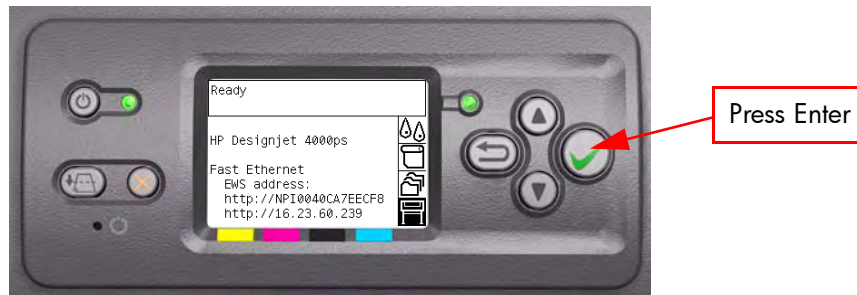 Ready
HP Designjet 4000ps
Fast Ethernet
EWS address:
http://NPI0040CA7EECF8
http://16.23.60.239
Press Enter